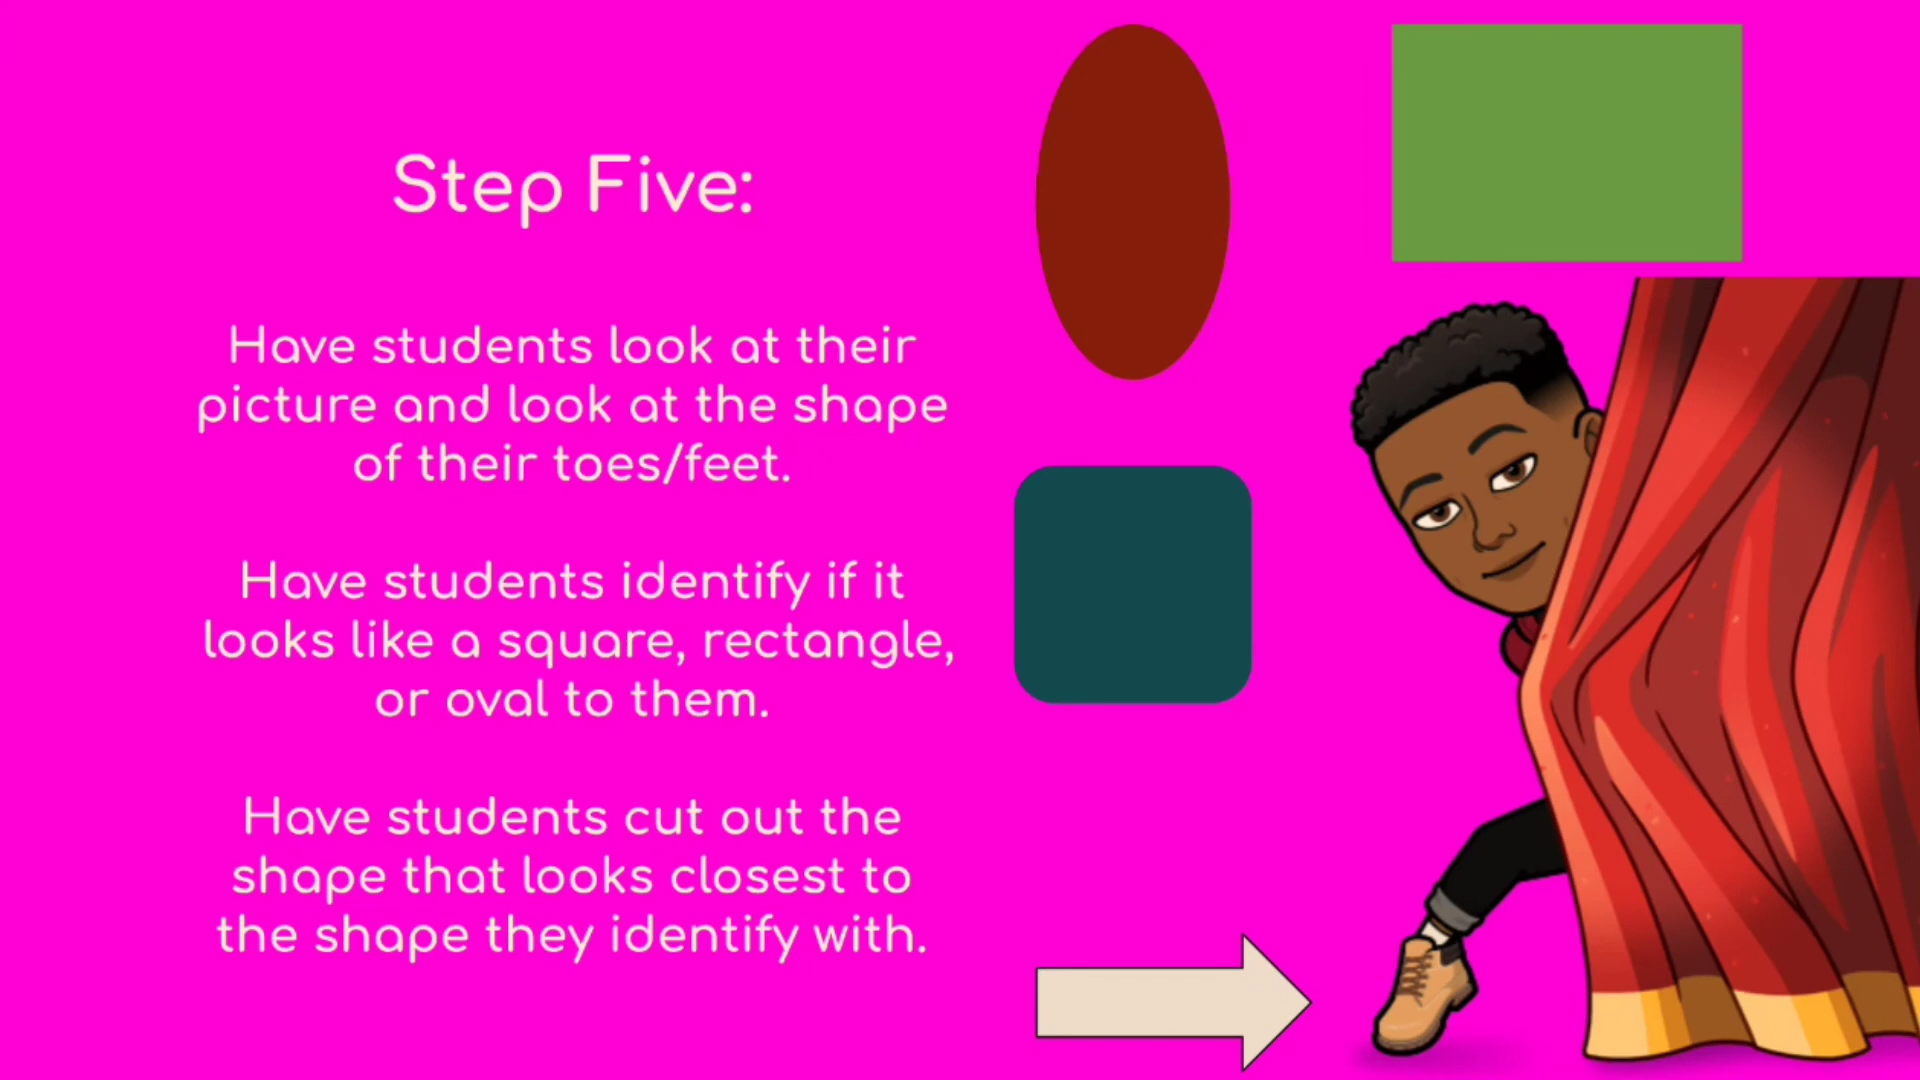 Step Five:
Have students look at their
picture and look at the shape
of their toes/feet.
Have students identify if it
looks like a square, rectangle,
or oval to them.
Have students cut out the
shape that looks closest to
the shape they identify with.